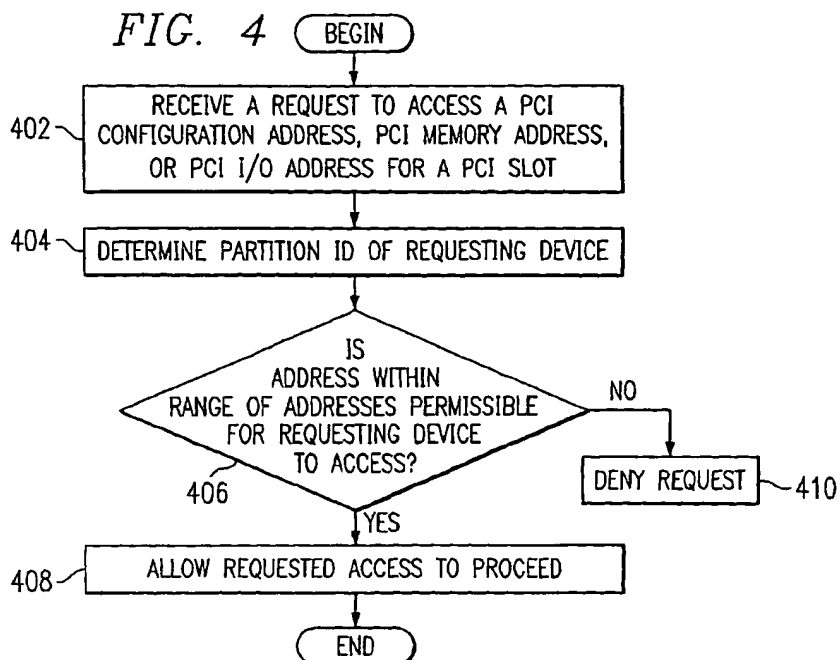 FIG. 4
BEGIN
402
RECEIVE A REQUEST TO ACCESS A PCI
CONFIGURATION ADDRESS, PCI MEMORY ADDRESS,
OR PCI I/O ADDRESS FOR A PCI SLOT
404
DETERMINE PARTITION ID OF REQUESTING DEVICE
IS
ADDRESS WITHIN
RANGE OF ADDRESSES PERMISSIBLE
FOR REQUESTING DEVICE
TO ACCESS?
406
NO
DENY REQUEST
410
YES
408
ALLOW REQUESTED ACCESS TO PROCEED
END